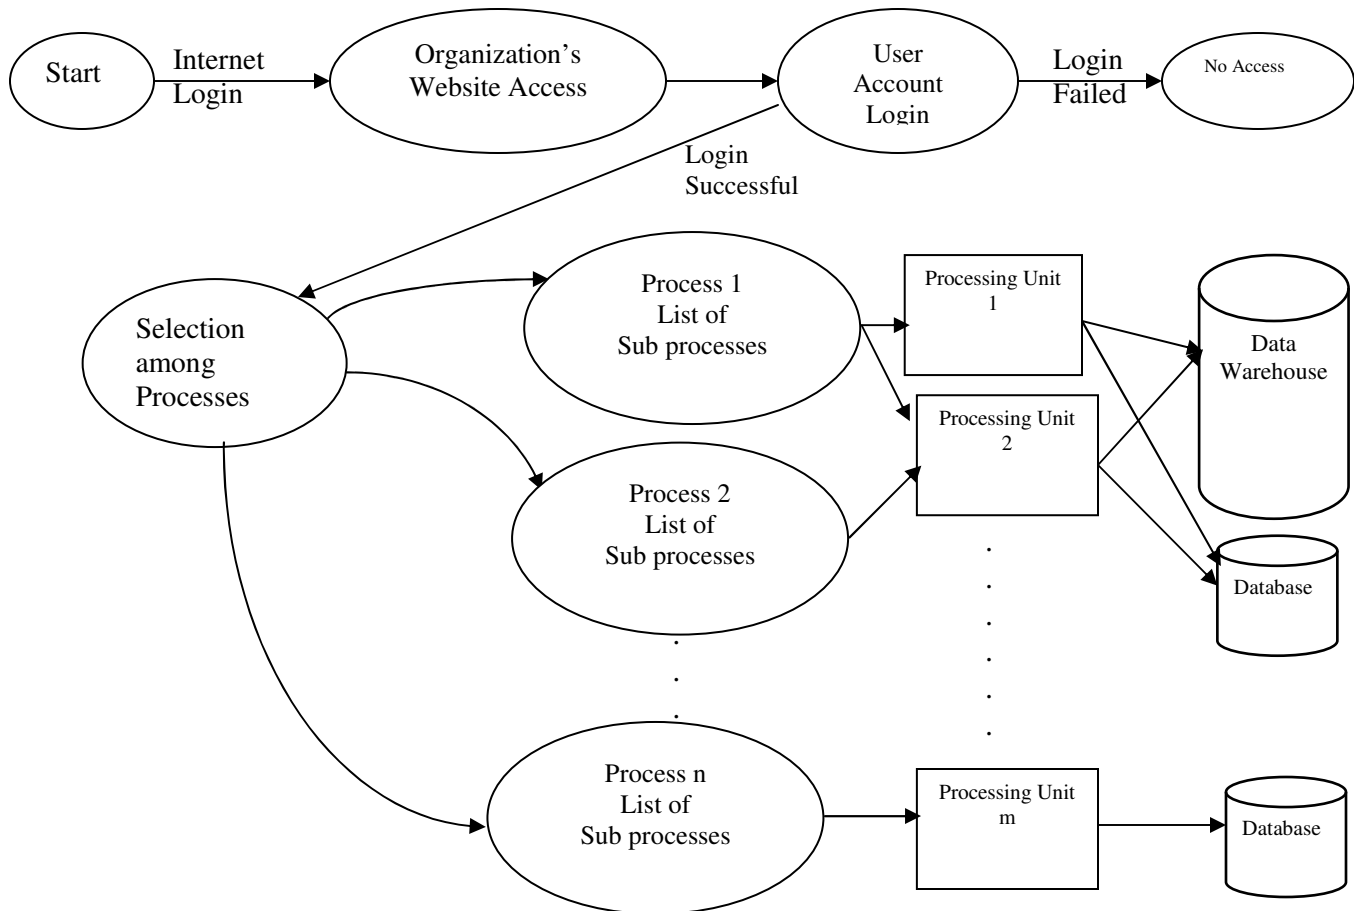 Start
Internet
Login
Organization's
Website Access
User
Account
Login
Login
Failed
No Access
Login
Successful
Selection
among
Processes
Process 1
List of
Sub processes
Processing Unit
1
Data
Warehouse
Processing Unit
2
Process 2
List of
Sub processes
Database
Process n
List of
Sub processes
Processing Unit
m
Database